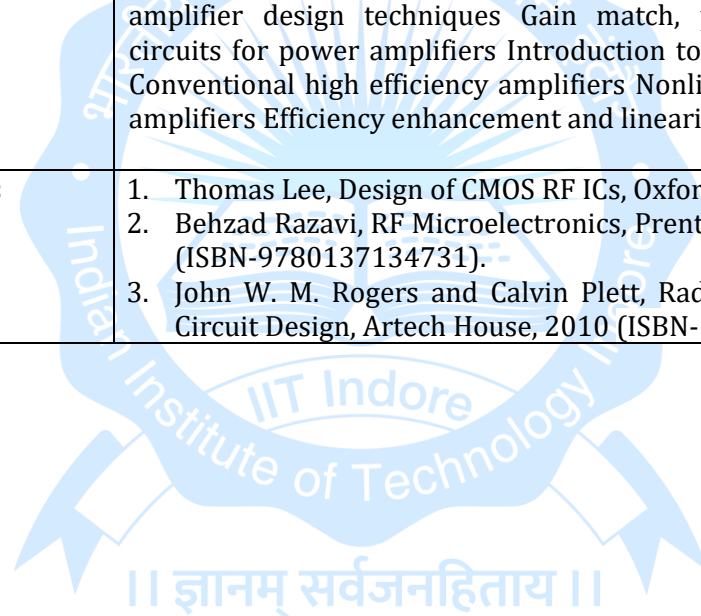 amplifier design techniques Gain match,
circuits for power amplifiers Introduction to
Conventional high efficiency amplifiers Nonli
amplifiers Efficiency enhancement and lineari
1. Thomas Lee, Design of CMOS RF ICs, Oxfor
2. Behzad Razavi, RF Microelectronics, Prent
(ISBN-9780137134731).
3. John W. M. Rogers and Calvin Plett, Rad
Circuit Design, Artech House, 2010 (ISBN-
Indian Institute of Technology Indore
IIT Indore
।। ज्ञानम् सर्वजनहिताय ।।